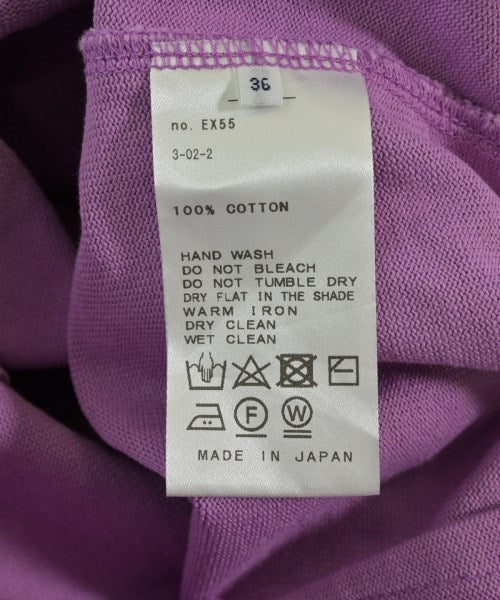 36
no. EX55
3-02-2
100% COTTON
HAND WASH
DO NOT BLEACH
DO NOT TUMBLE DRY
DRY FLAT IN THE SHADE
WARM IRON
DRY CLEAN
WET CLEAN
F W
MADE IN JAPAN